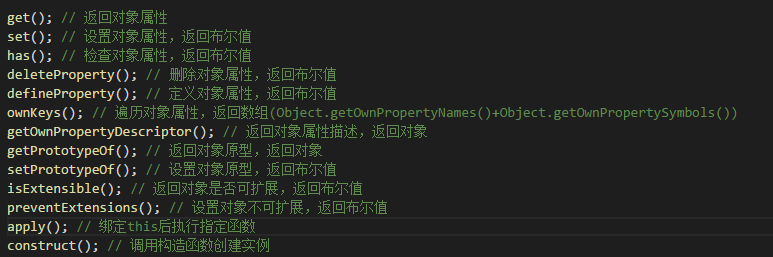 get(); // 返回对象属性
set(); // 设置对象属性，返回布尔值
has(); // 检查对象属性，返回布尔值
deleteProperty(); // 删除对象属性，返回布尔值
defineProperty(); // 定义对象属性，返回布尔值
ownKeys(); // 遍历对象属性，返回数组(Object.getOwnPropertyNames()+Object.getOwnPropertySymbols())
getOwnPropertyDescriptor(); // 返回对象属性描述，返回对象
getPrototypeOf(); // 返回对象原型，返回对象
setPrototypeOf(); // 设置对象原型，返回布尔值
isExtensible(); // 返回对象是否可扩展，返回布尔值
preventExtensions(); // 设置对象不可扩展，返回布尔值
apply(); // 绑定this后执行指定函数
construct(); // 调用构造函数创建实例